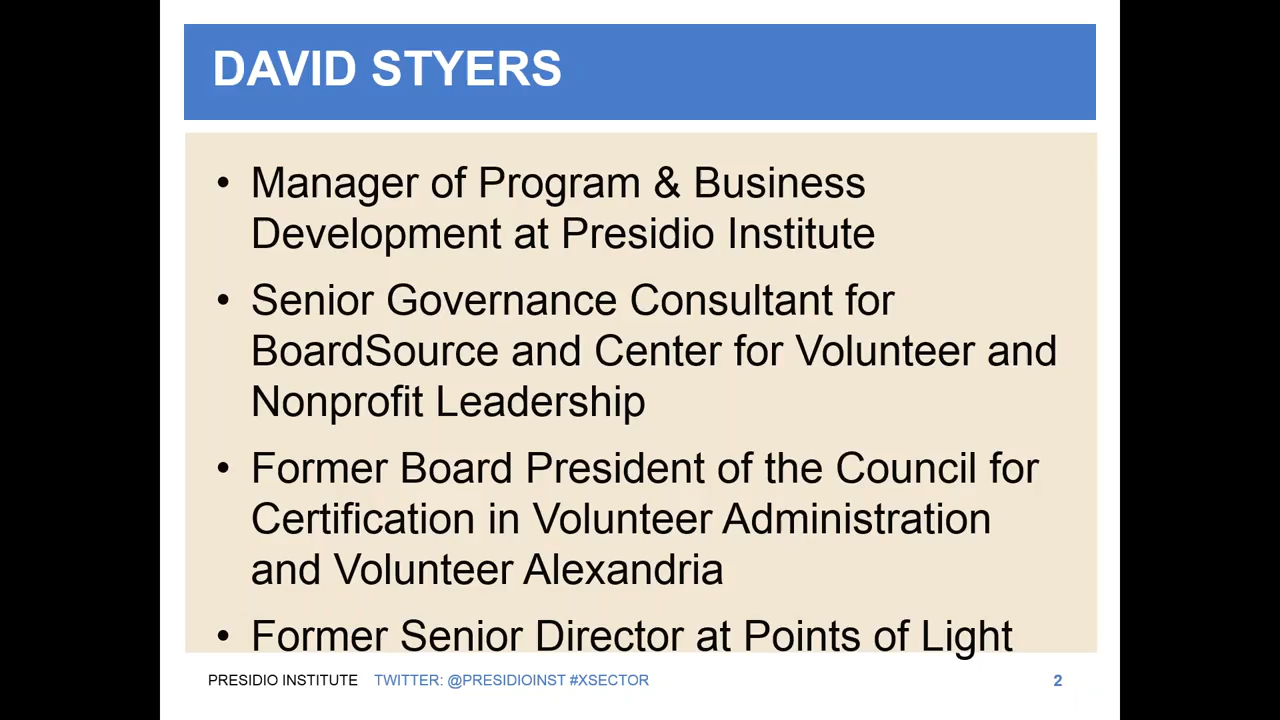 DAVID STYERS
• Manager of Program & Business
Development at Presidio Institute
• Senior Governance Consultant for
BoardSource and Center for Volunteer and
Nonprofit Leadership
• Former Board President of the Council for
Certification in Volunteer Administration
and Volunteer Alexandria
• Former Senior Director at Points of Light
PRESIDIO INSTITUTE TWITTER: @PRESIDIOINST #XSECTOR 2